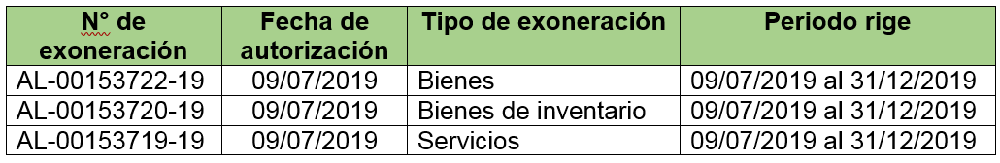 N° de exoneración Fecha de autorización Tipo de exoneración Periodo rige
AL-00153722-19 09/07/2019 Bienes 09/07/2019 al 31/12/2019
AL-00153720-19 09/07/2019 Bienes de inventario 09/07/2019 al 31/12/2019
AL-00153719-19 09/07/2019 Servicios 09/07/2019 al 31/12/2019